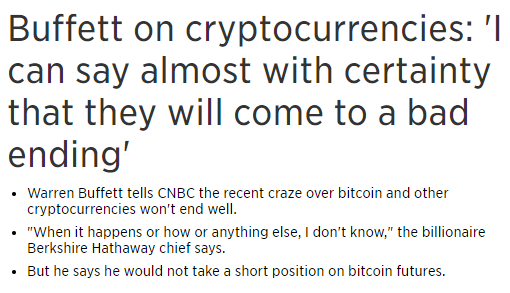 Buffett on cryptocurrencies: 'I
can say almost with certainty
that they will come to a bad
ending'
• Warren Buffett tells CNBC the recent craze over bitcoin and other
cryptocurrencies won't end well.
• "When it happens or how or anything else, I don't know," the billionaire
Berkshire Hathaway chief says.
• But he says he would not take a short position on bitcoin futures.